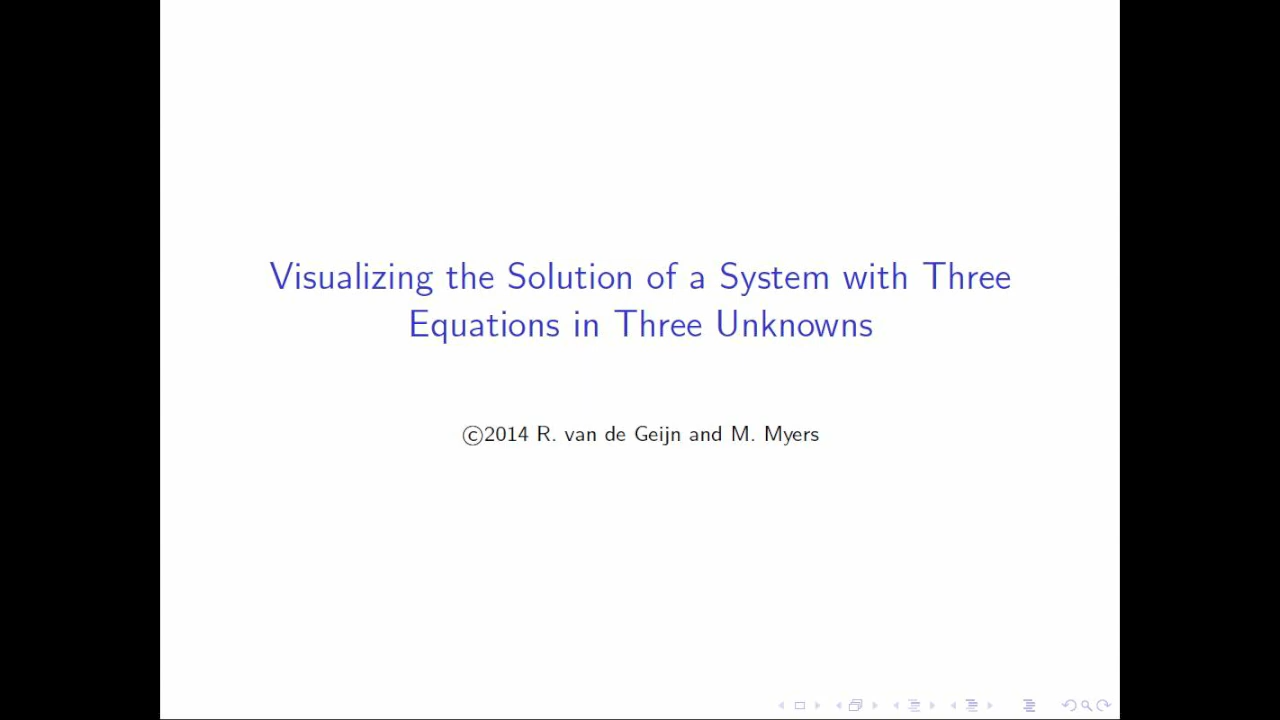 Visualizing the Solution of a System with Three
Equations in Three Unknowns
©2014 R. van de Geijn and M. Myers